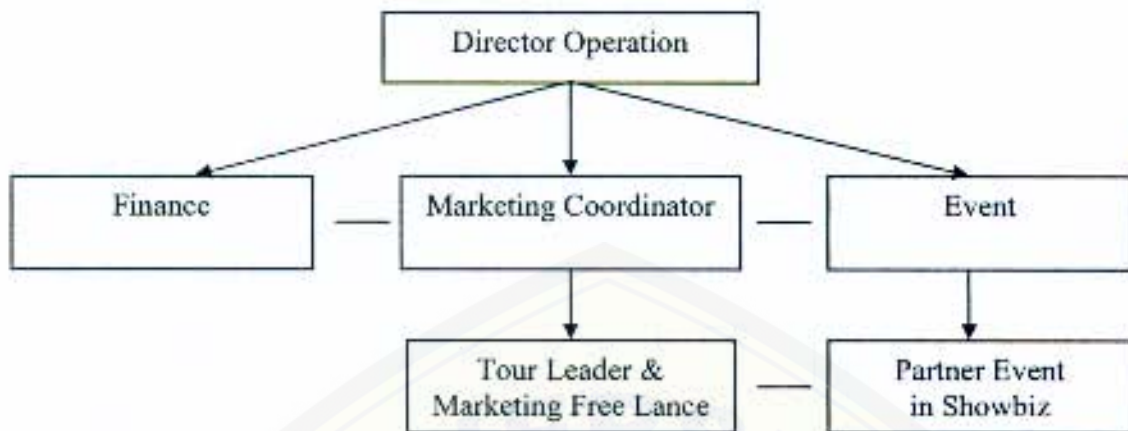 Director Operation
Finance
Marketing Coordinator
Event
Tour Leader &
Marketing Free Lance
Partner Event
in Showbiz